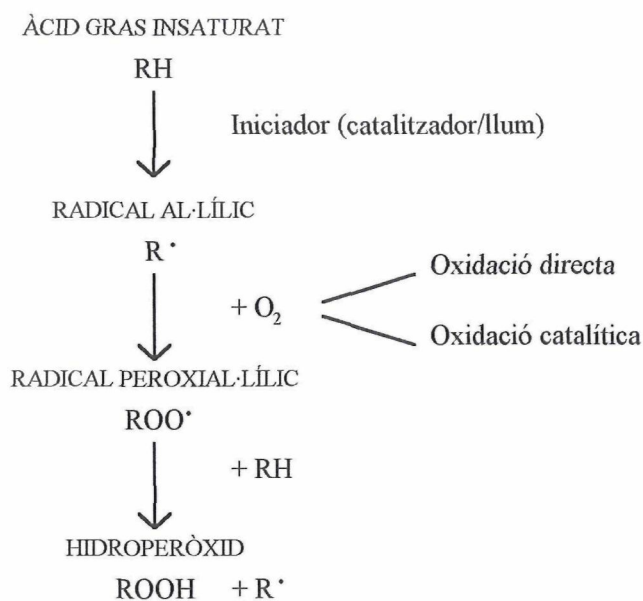 ÀCID GRAS INSATURAT
RH
Iniciador (catalitzador/llum)
RADICAL AL·LÍLIC
R •
Oxidació directa
+ O₂
Oxidació catalítica
RADICAL PEROXIAL·LÍLIC
ROO•
+ RH
HIDROPERÒXID
ROOH + R •